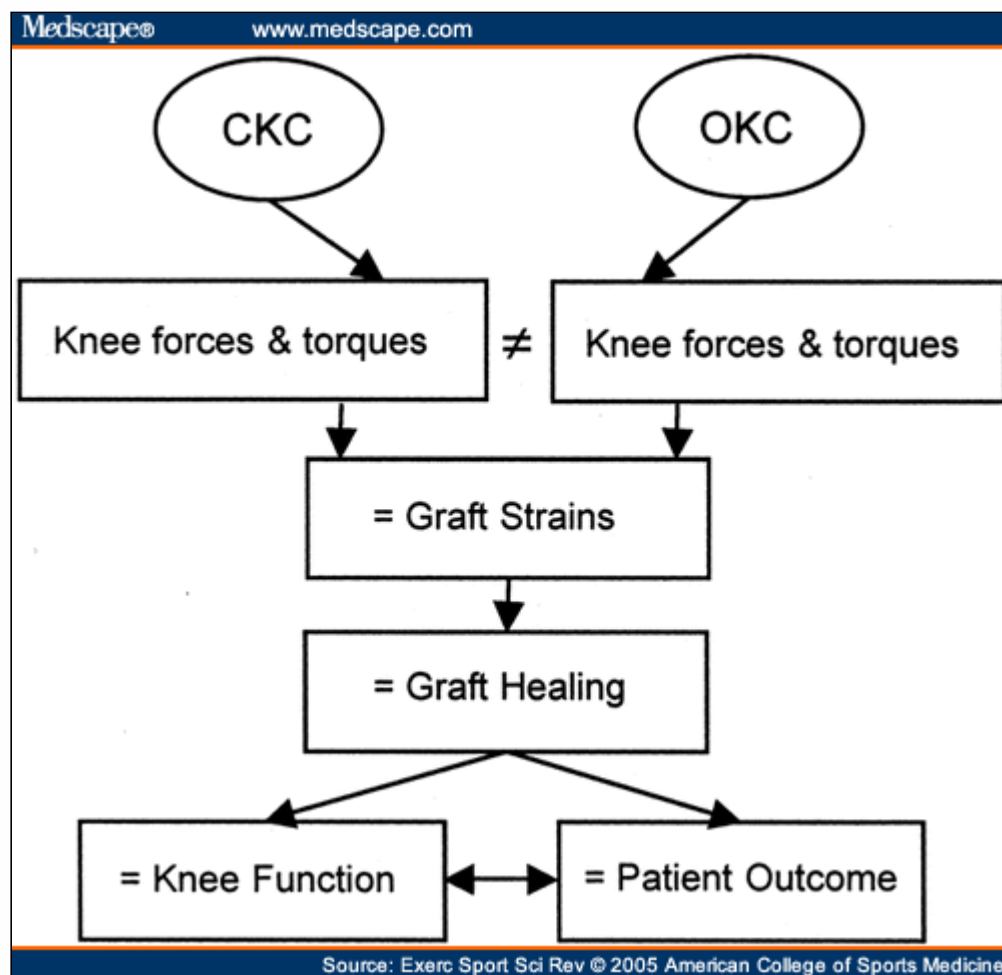 Medscape® www.medscape.com
CKC OKC
Knee forces & torques ≠ Knee forces & torques
= Graft Strains
= Graft Healing
= Knee Function = Patient Outcome
Source: Exerc Sport Sci Rev © 2005 American College of Sports Medicine